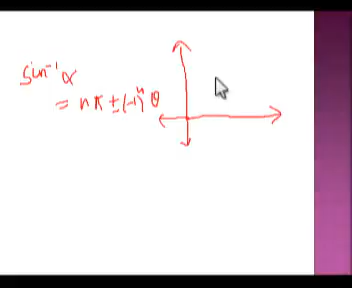 sin⁻¹ α
= nπ ± (-1)ⁿ θ